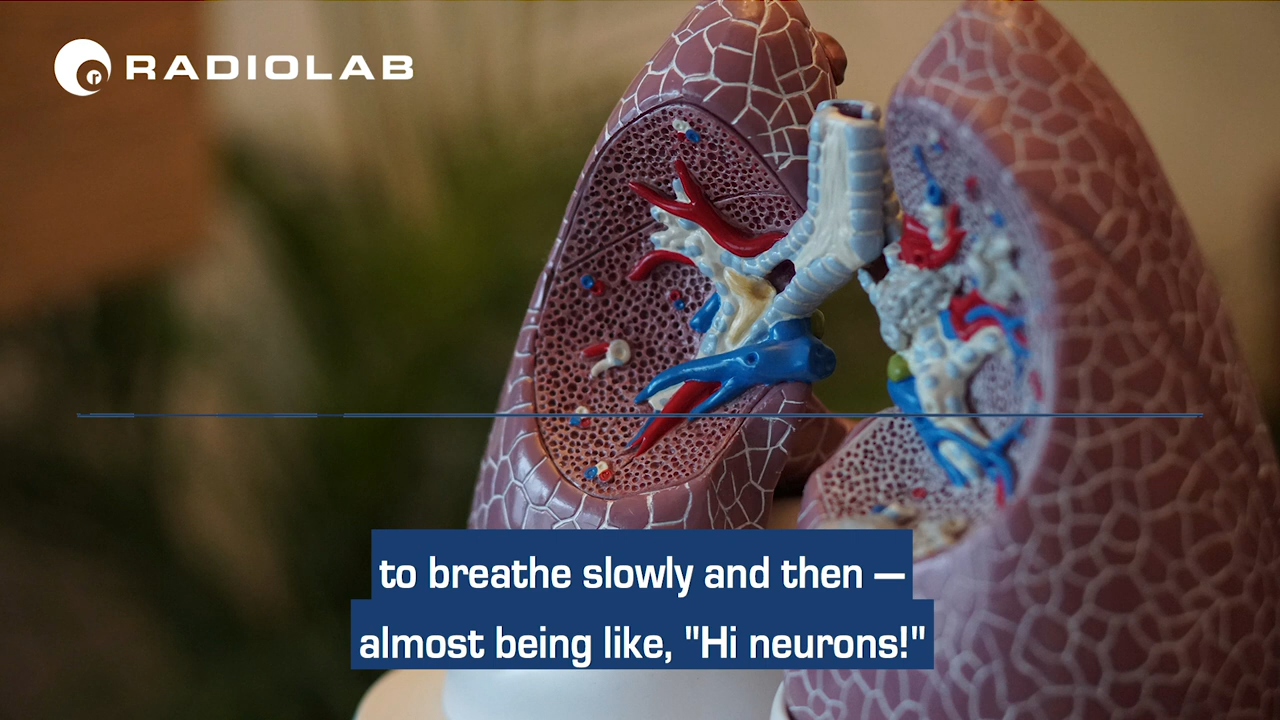 RADIOLAB
to breathe slowly and then —
almost being like, "Hi neurons!"